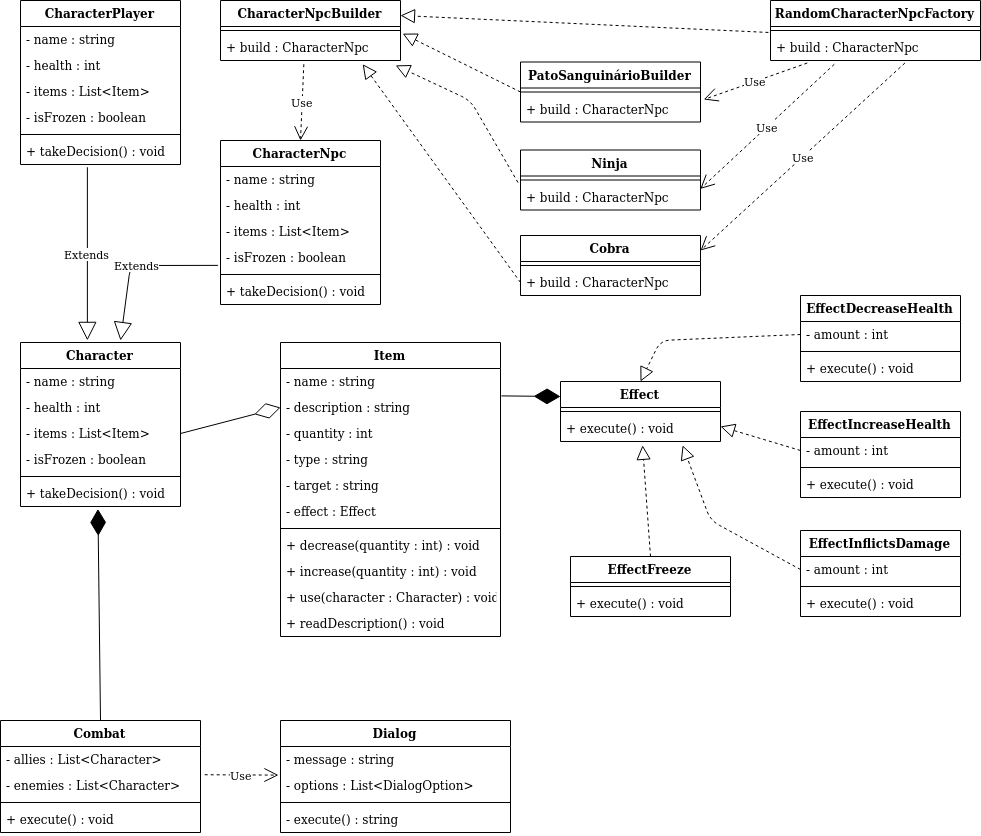 CharacterPlayer
- name : string
- health : int
- items : List<Item>
- isFrozen : boolean
+ takeDecision() : void
CharacterNpcBuilder
+ build : CharacterNpc
RandomCharacterNpcFactory
+ build : CharacterNpc
PatoSanguinárioBuilder
+ build : CharacterNpc
Use
Use
Use
Use
CharacterNpc
- name : string
- health : int
- items : List<Item>
- isFrozen : boolean
+ takeDecision() : void
Ninja
+ build : CharacterNpc
Cobra
+ build : CharacterNpc
Extends
Extends
Character
- name : string
- health : int
- items : List<Item>
- isFrozen : boolean
+ takeDecision() : void
Item
- name : string
- description : string
- quantity : int
- type : string
- target : string
- effect : Effect
+ decrease(quantity : int) : void
+ increase(quantity : int) : void
+ use(character : Character) : void
+ readDescription() : void
Effect
+ execute() : void
EffectDecreaseHealth
- amount : int
+ execute() : void
EffectIncreaseHealth
- amount : int
+ execute() : void
EffectInflictsDamage
- amount : int
+ execute() : void
EffectFreeze
+ execute() : void
Combat
- allies : List<Character>
- enemies : List<Character>
+ execute() : void
Use
Dialog
- message : string
- options : List<DialogOption>
- execute() : string